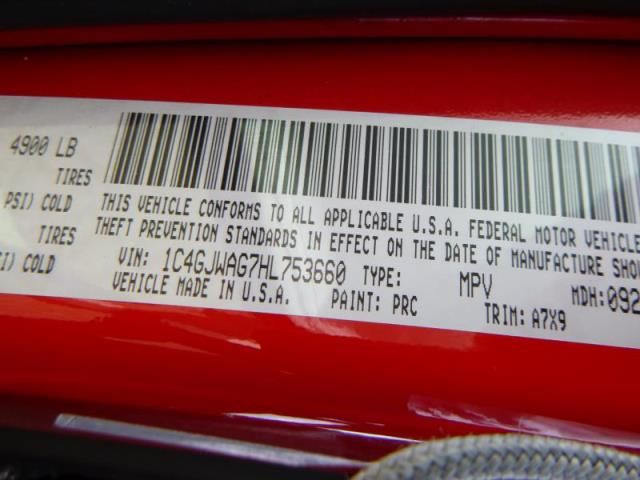 4900 LB
TIRES
PSI) COLD
TIRES
I) COLD
THIS VEHICLE CONFORMS TO ALL APPLICABLE U.S.A. FEDERAL MOTOR VEHICLE
THEFT PREVENTION STANDARDS IN EFFECT ON THE DATE OF MANUFACTURE SHO
VIN: 1C4GJWAG7HL753660 TYPE: MPV MDH:092
VEHICLE MADE IN U.S.A. PAINT: PRC TRIM: A7X9